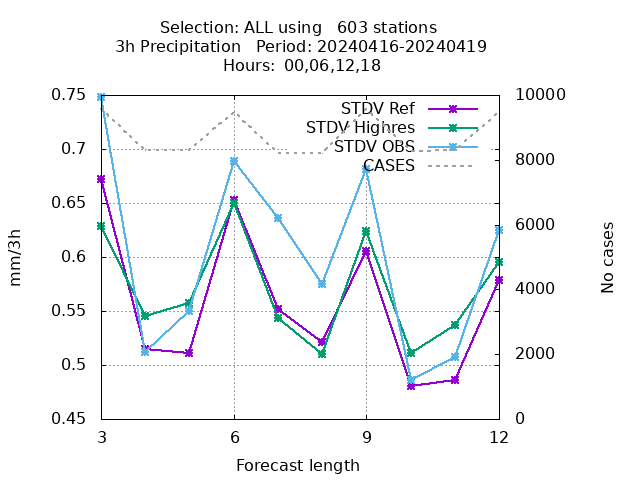 Selection: ALL using   603 stations
3h Precipitation   Period: 20240416-20240419
Hours:  00,06,12,18
STDV Ref
STDV Highres
STDV OBS
CASES
0.75
0.7
0.65
0.6
0.55
0.5
0.45
10000
8000
6000
4000
2000
0
mm/3h
No cases
3
6
9
12
Forecast length